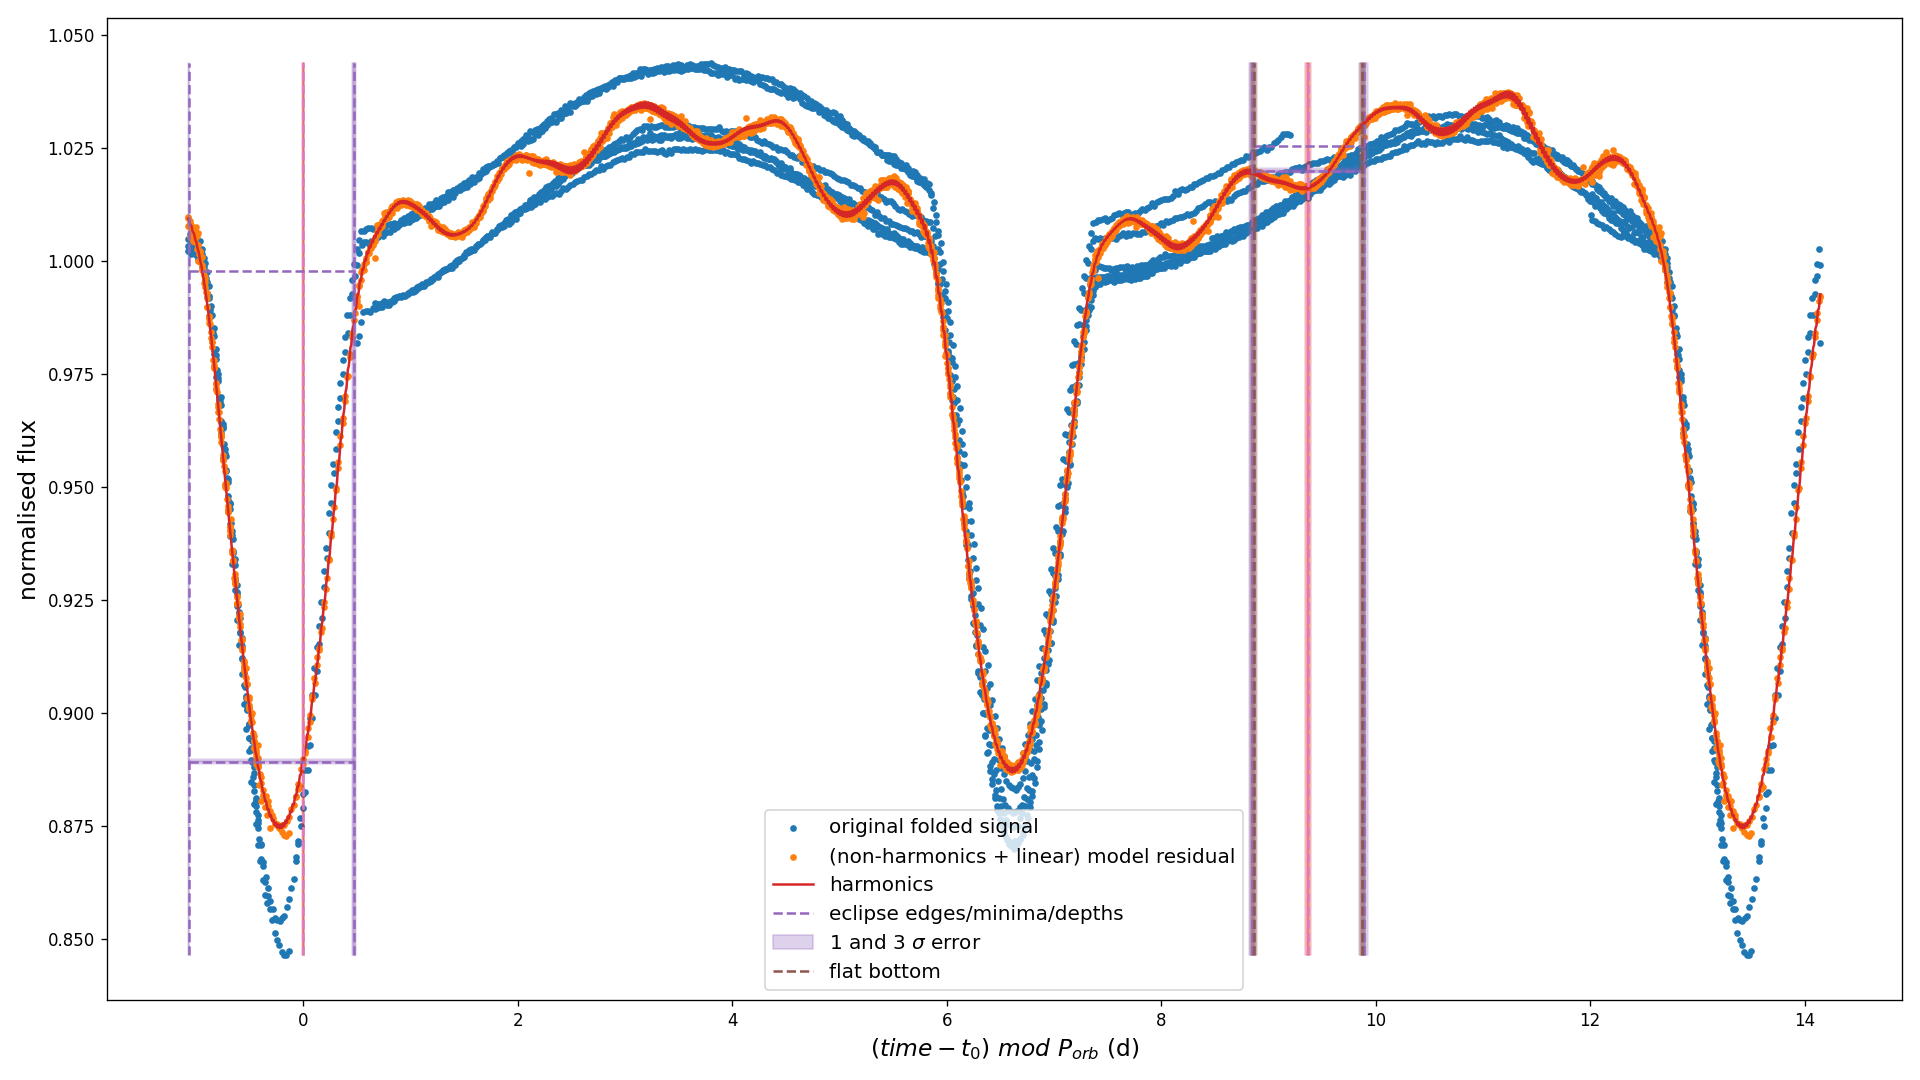 1.050
1.025
1.000
0.975
0.950
0.925
0.900
0.875
0.850
normalised flux
original folded signal
(non-harmonics + linear) model residual
harmonics
eclipse edges/minima/depths
1 and 3 σ error
flat bottom
0 2 4 6 8 10 12 14
(time − t₀) mod P_orb (d)